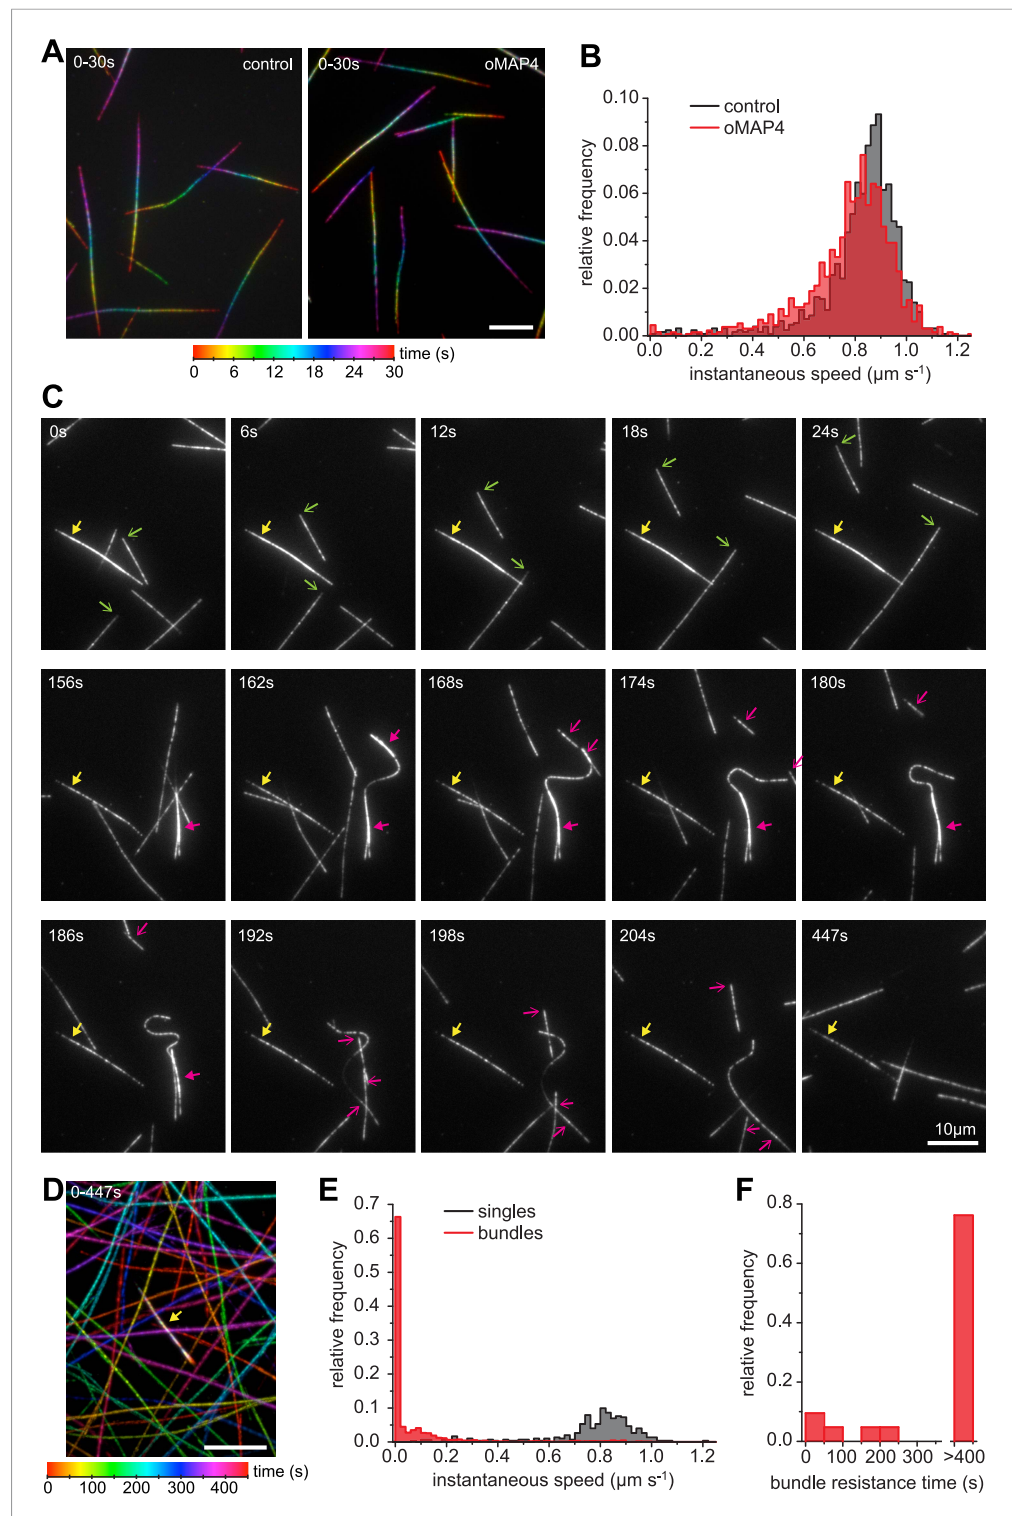 A
0-30s
control
0-30s
oMAP4
0 6 12 18 24 30
time (s)
B
control
oMAP4
relative frequency
0.10
0.08
0.06
0.04
0.02
0.00
0.0 0.2 0.4 0.6 0.8 1.0 1.2
instantaneous speed (µm s⁻¹)
C
0s
6s
12s
18s
24s
156s
162s
168s
174s
180s
186s
192s
198s
204s
447s
10µm
D
0-447s
0 100 200 300 400
time (s)
E
singles
bundles
relative frequency
0.7
0.6
0.5
0.4
0.3
0.2
0.1
0.0
0.0 0.2 0.4 0.6 0.8 1.0 1.2
instantaneous speed (µm s⁻¹)
F
relative frequency
0.8
0.6
0.4
0.2
0.0
0 100 200 300 >400
bundle resistance time (s)